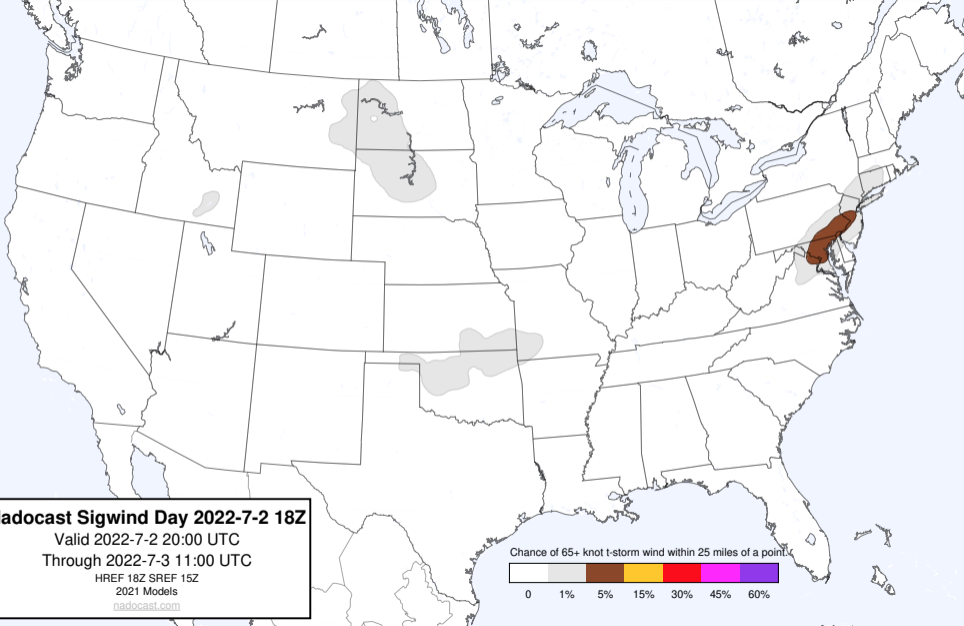 adocast Sigwind Day 2022-7-2 18Z
Valid 2022-7-2 20:00 UTC
Through 2022-7-3 11:00 UTC
HREF 18Z SREF 15Z
2021 Models
nadocast.com
Chance of 65+ knot t-storm wind within 25 miles of a point.
0 1% 5% 15% 30% 45% 60%